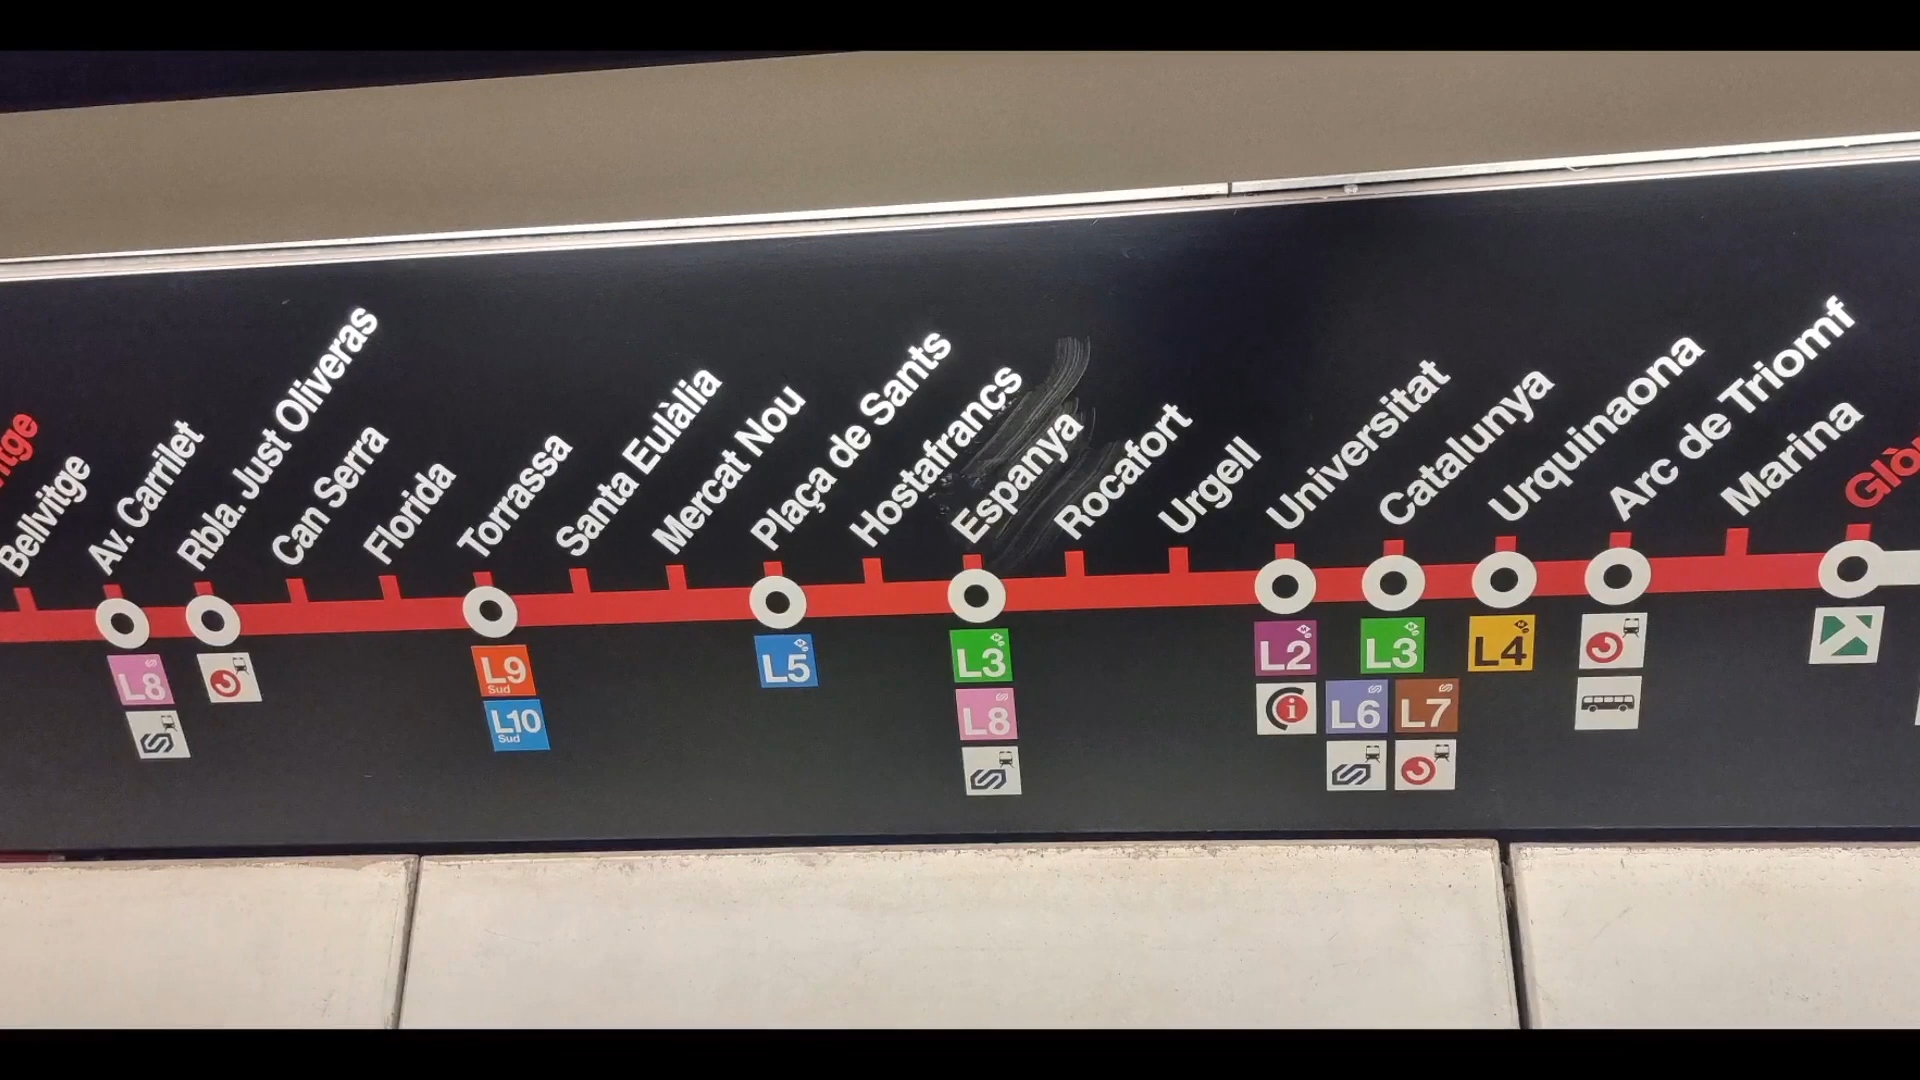 Bellvitge
Av. Carrilet
Rbla. Just Oliveras
Can Serra
Florida
Torrassa
Santa Eulàlia
Mercat Nou
Plaça de Sants
Hostafrancs
Espanya
Rocafort
Urgell
Universitat
Catalunya
Urquinaona
Arc de Triomf
Marina
L8
L9
Sud
L10
Sud
L5
L3
L8
L2
L3
L6
L7
L4